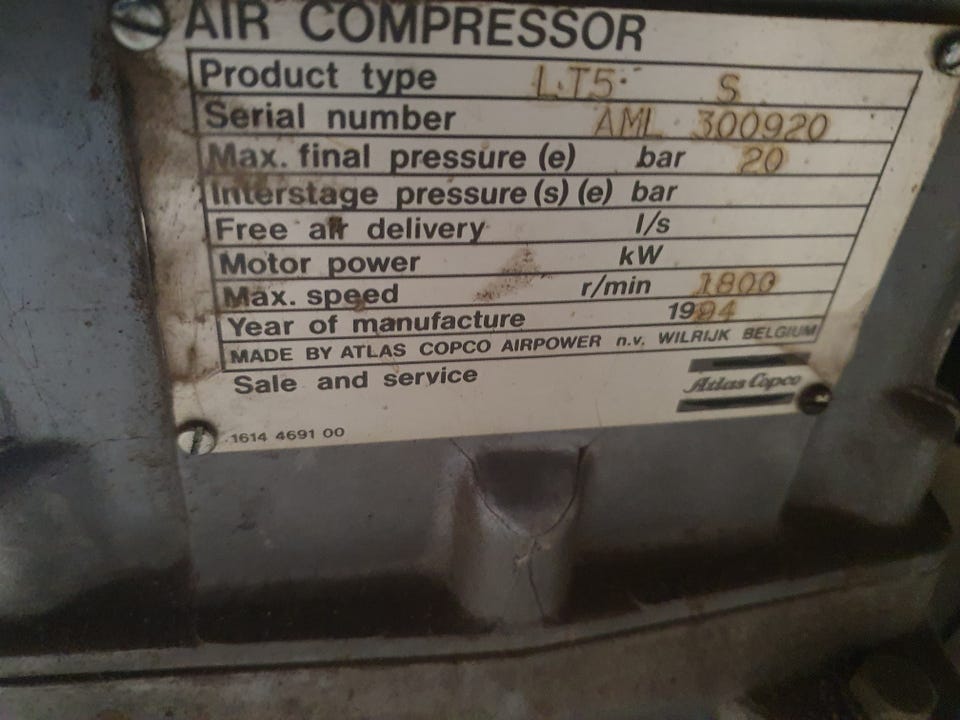 AIR COMPRESSOR
Product type LT5 S
Serial number AML 300920
Max. final pressure (e) bar 20
Interstage pressure (s) (e) bar
Free air delivery l/s
Motor power kW
Max. speed r/min 1800
Year of manufacture 1994
MADE BY ATLAS COPCO AIRPOWER n.v. WILRIJK BELGIUM
Sale and service
Atlas Copco
1614 4691 00